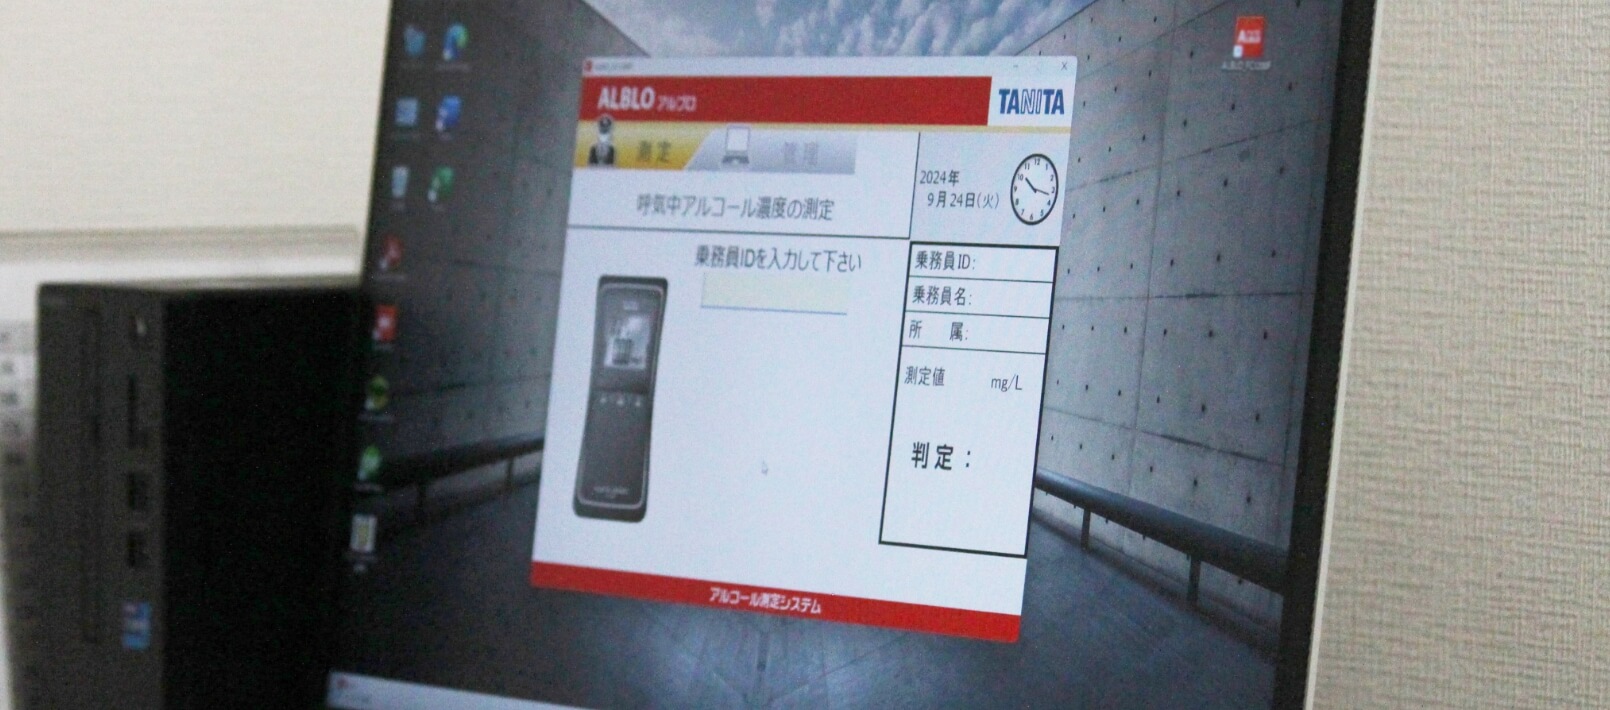 ALBLO アルブロ
TANITA
測定
管理
2024年
9月24日(火)
呼気中アルコール濃度の測定
乗務員IDを入力して下さい
乗務員ID:
乗務員名:
所 属:
測定値 mg/L
判定:
アルコール測定システム